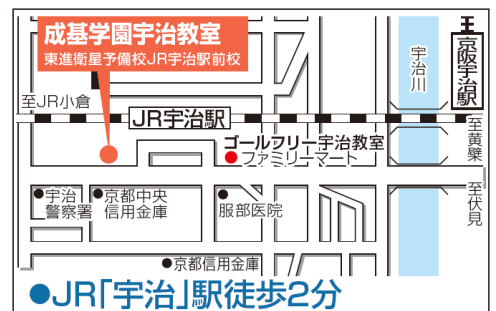 成基学園宇治教室
東進衛星予備校JR宇治駅前校
至JR小倉
JR宇治駅
宇治川
京阪宇治駅
至黄檗
ゴールフリー宇治教室
ファミリーマート
至伏見
宇治
警察署
京都中央
信用金庫
服部医院
京都信用金庫
●JR「宇治」駅徒歩2分